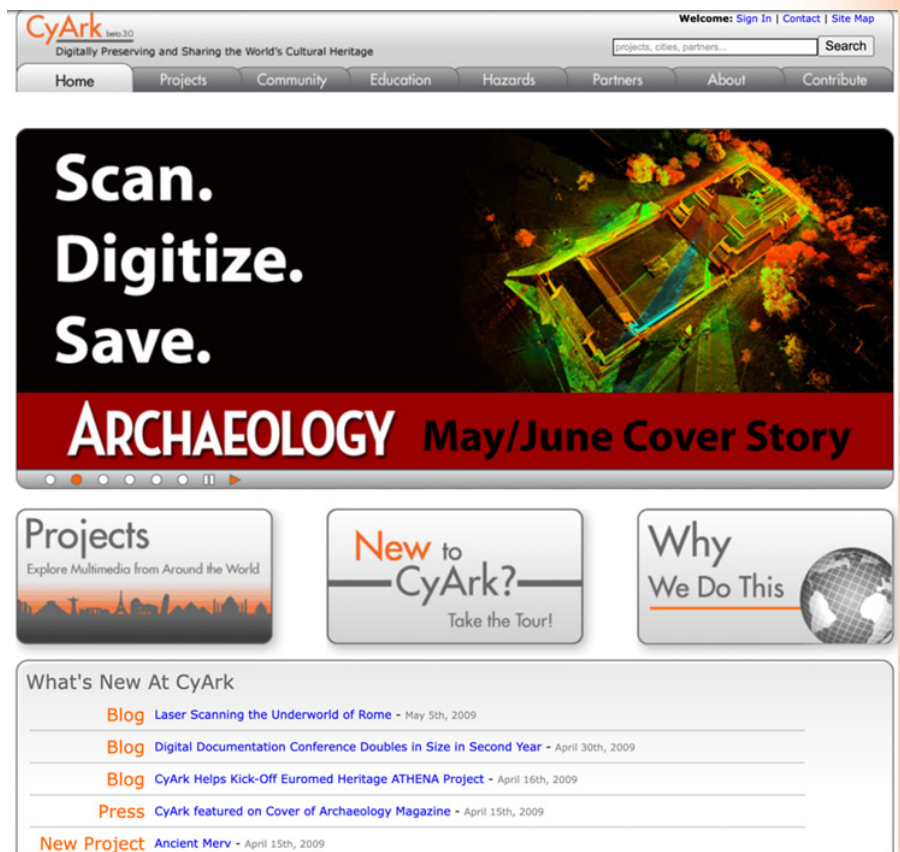 CyArk beta 3.0
Welcome: Sign In | Contact | Site Map
Digitally Preserving and Sharing the World's Cultural Heritage
projects, cities, partners... Search
Home Projects Community Education Hazards Partners About Contribute
Scan.
Digitize.
Save.
ARCHAEOLOGY May/June Cover Story
Projects
Explore Multimedia from Around the World
New to
CyArk?
Take the Tour!
Why
We Do This
What's New At CyArk
Blog Laser Scanning the Underworld of Rome - May 5th, 2009
Blog Digital Documentation Conference Doubles in Size in Second Year - April 30th, 2009
Blog CyArk Helps Kick-Off Euromed Heritage ATHENA Project - April 16th, 2009
Press CyArk featured on Cover of Archaeology Magazine - April 15th, 2009
New Project Ancient Merv - April 15th, 2009